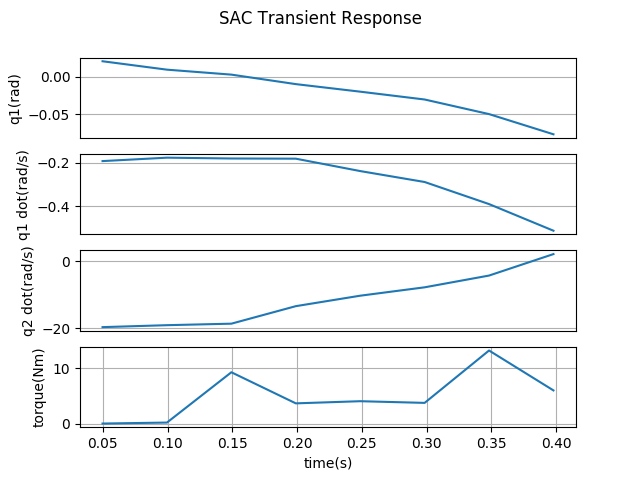 SAC Transient Response
q1(rad)
0.00
−0.05
q1 dot(rad/s)
−0.2
−0.4
q2 dot(rad/s)
0
−20
torque(Nm)
10
0
0.05 0.10 0.15 0.20 0.25 0.30 0.35 0.40
time(s)